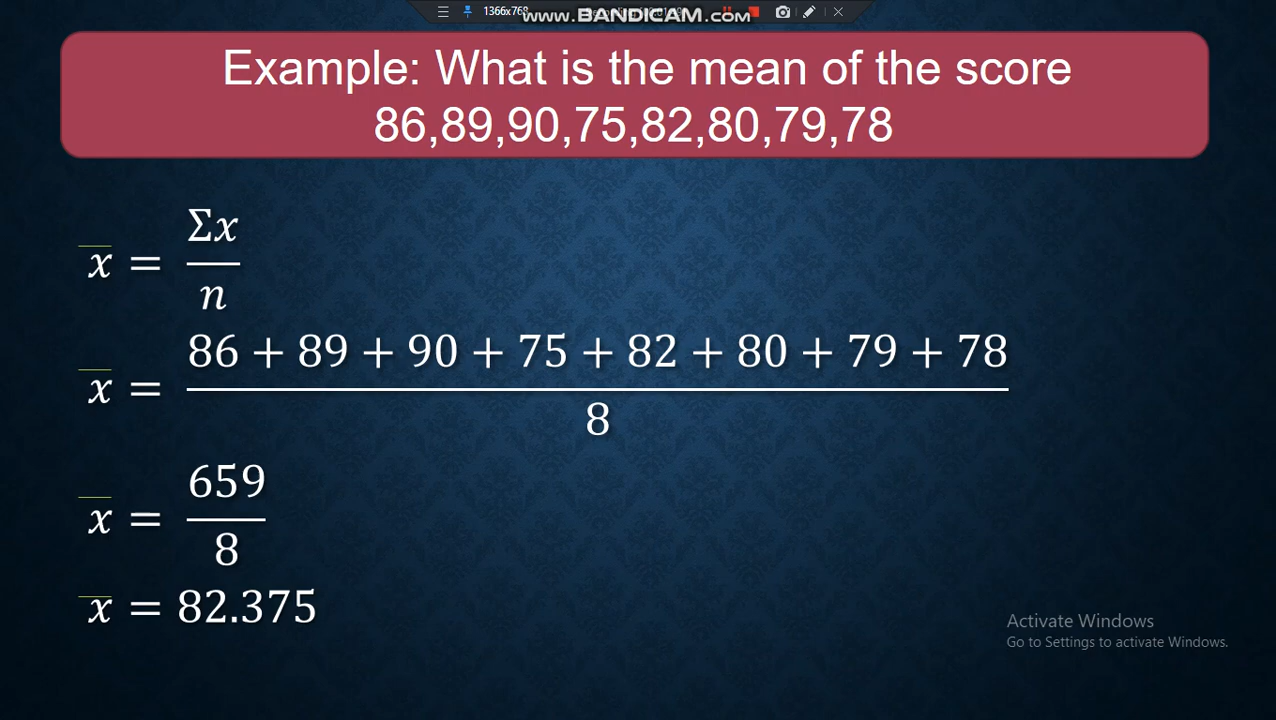 1366x768
www.BANDICAM.com
Example: What is the mean of the score
86,89,90,75,82,80,79,78
x̄ = Σx / n
x̄ = 86 + 89 + 90 + 75 + 82 + 80 + 79 + 78 / 8
x̄ = 659 / 8
x̄ = 82.375
Activate Windows
Go to Settings to activate Windows.